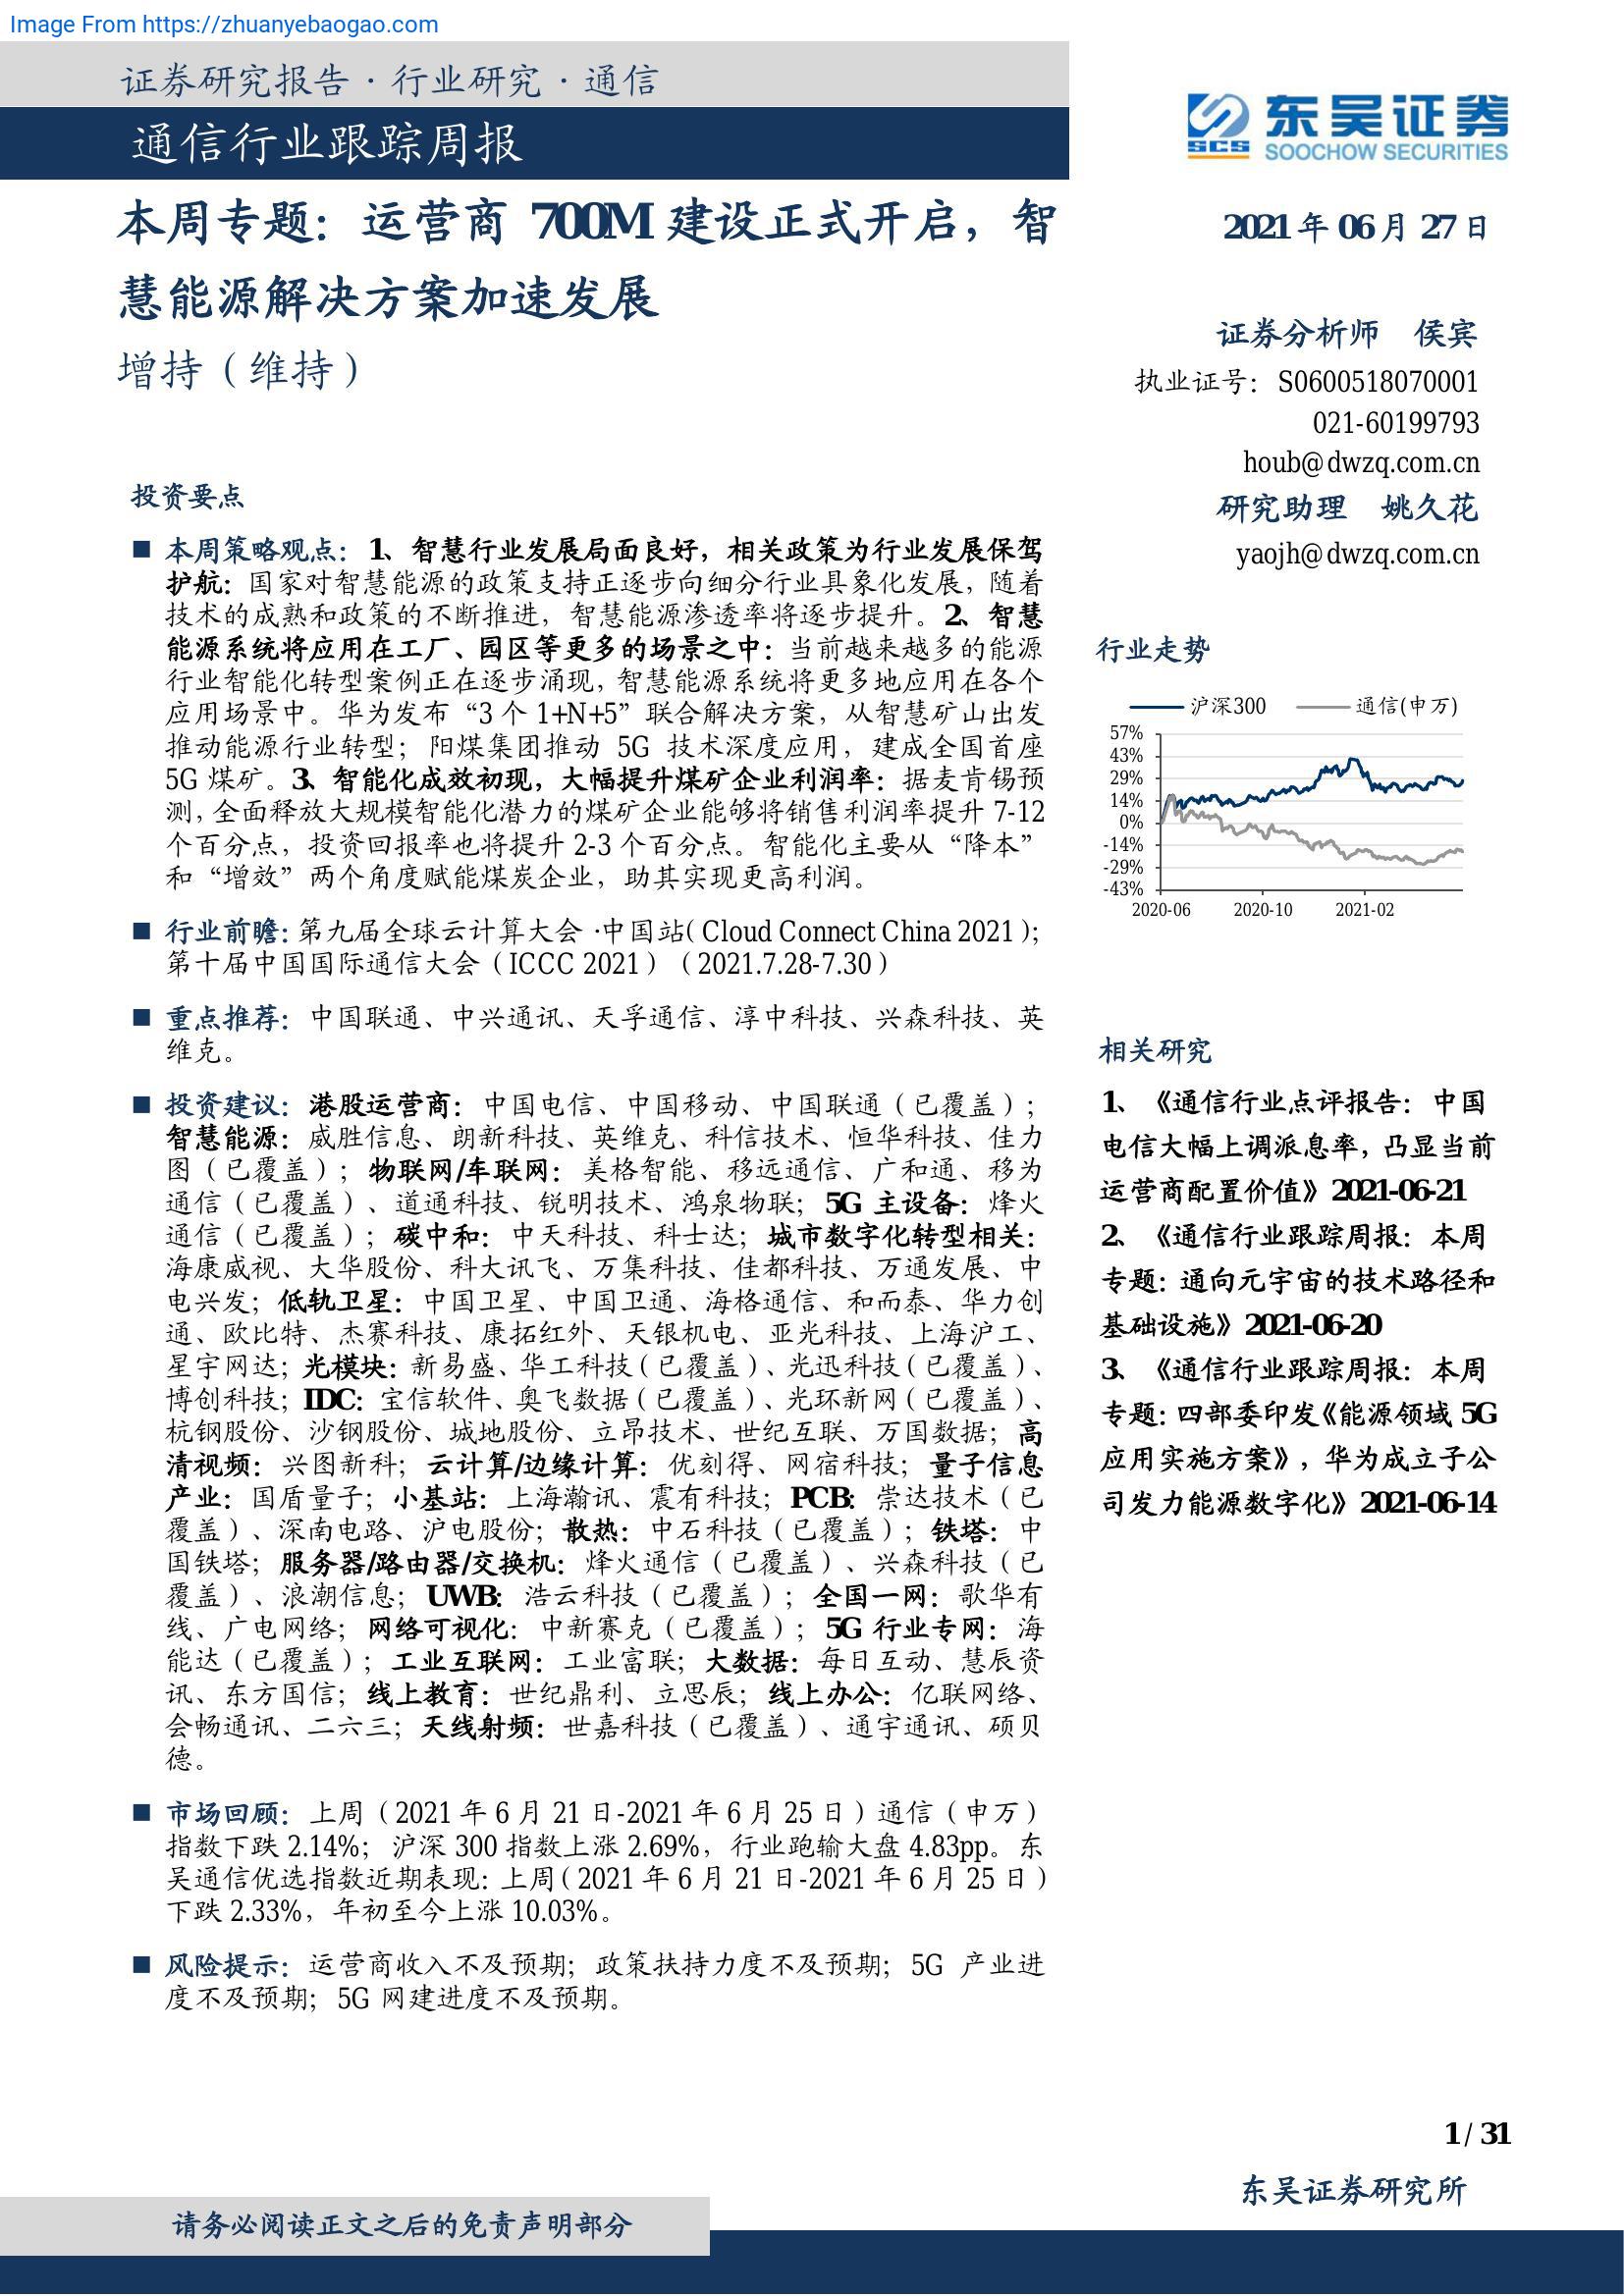 Image From https://zhuanyebaogao.com
证券研究报告·行业研究·通信
通信行业跟踪周报
东吴证券
SCS
SOOCHOW SECURITIES
本周专题：运营商 700M 建设正式开启，智
慧能源解决方案加速发展
增持（维持）
2021 年 06 月 27 日
证券分析师 侯宾
执业证号：S0600518070001
021-60199793
houb@dwzq.com.cn
研究助理 姚久花
yaojh@dwzq.com.cn
投资要点
■ 本周策略观点：1、智慧行业发展局面良好，相关政策为行业发展保驾
护航：国家对智慧能源的政策支持正逐步向细分行业具象化发展，随着
技术的成熟和政策的不断推进，智慧能源渗透率将逐步提升。2、智慧
能源系统将应用在工厂、园区等更多的场景之中：当前越来越多的能源
行业智能化转型案例正在逐步涌现，智慧能源系统将更多地应用在各个
应用场景中。华为发布“3 个 1+N+5”联合解决方案，从智慧矿山出发
推动能源行业转型；阳煤集团推动 5G 技术深度应用，建成全国首座
5G 煤矿。3、智能化成效初现，大幅提升煤矿企业利润率：据麦肯锡预
测，全面释放大规模智能化潜力的煤矿企业能够将销售利润率提升 7-12
个百分点，投资回报率也将提升 2-3 个百分点。智能化主要从“降本”
和“增效”两个角度赋能煤炭企业，助其实现更高利润。
■ 行业前瞻：第九届全球云计算大会·中国站（Cloud Connect China 2021）；
第十届中国国际通信大会（ICCC 2021）（2021.7.28-7.30）
■ 重点推荐：中国联通、中兴通讯、天孚通信、淳中科技、兴森科技、英
维克。
■ 投资建议：港股运营商：中国电信、中国移动、中国联通（已覆盖）；
智慧能源：威胜信息、朗新科技、英维克、科信技术、恒华科技、佳力
图（已覆盖）；物联网/车联网：美格智能、移远通信、广和通、移为
通信（已覆盖）、道通科技、锐明技术、鸿泉物联；5G 主设备：烽火
通信（已覆盖）；碳中和：中天科技、科士达；城市数字化转型相关：
海康威视、大华股份、科大讯飞、万集科技、佳都科技、万通发展、中
电兴发；低轨卫星：中国卫星、中国卫通、海格通信、和而泰、华力创
通、欧比特、杰赛科技、康拓红外、天银机电、亚光科技、上海沪工、
星宇网达；光模块：新易盛、华工科技（已覆盖）、光迅科技（已覆盖）、
博创科技；IDC：宝信软件、奥飞数据（已覆盖）、光环新网（已覆盖）、
杭钢股份、沙钢股份、城地股份、立昂技术、世纪互联、万国数据；高
清视频：兴图新科；云计算/边缘计算：优刻得、网宿科技；量子信息
产业：国盾量子；小基站：上海瀚讯、震有科技；PCB：崇达技术（已
覆盖）、深南电路、沪电股份；散热：中石科技（已覆盖）；铁塔：中
国铁塔；服务器/路由器/交换机：烽火通信（已覆盖）、兴森科技（已
覆盖）、浪潮信息；UWB：浩云科技（已覆盖）；全国一网：歌华有
线、广电网络；网络可视化：中新赛克（已覆盖）；5G 行业专网：海
能达（已覆盖）；工业互联网：工业富联；大数据：每日互动、慧辰资
讯、东方国信；线上教育：世纪鼎利、立思辰；线上办公：亿联网络、
会畅通讯、二六三；天线射频：世嘉科技（已覆盖）、通宇通讯、硕贝
德。
■ 市场回顾：上周（2021 年 6 月 21 日-2021 年 6 月 25 日）通信（申万）
指数下跌 2.14%；沪深 300 指数上涨 2.69%，行业跑输大盘 4.83pp。东
吴通信优选指数近期表现：上周（2021 年 6 月 21 日-2021 年 6 月 25 日）
下跌 2.33%，年初至今上涨 10.03%。
■ 风险提示：运营商收入不及预期；政策扶持力度不及预期；5G 产业进
度不及预期；5G 网建进度不及预期。
行业走势
沪深300 通信(申万)
57%
43%
29%
14%
0%
-14%
-29%
-43%
2020-06 2020-10 2021-02
相关研究
1、《通信行业点评报告：中国
电信大幅上调派息率，凸显当前
运营商配置价值》2021-06-21
2、《通信行业跟踪周报：本周
专题：通向元宇宙的技术路径和
基础设施》2021-06-20
3、《通信行业跟踪周报：本周
专题：四部委印发《能源领域 5G
应用实施方案》，华为成立子公
司发力能源数字化》2021-06-14
1 / 31
东吴证券研究所
请务必阅读正文之后的免责声明部分